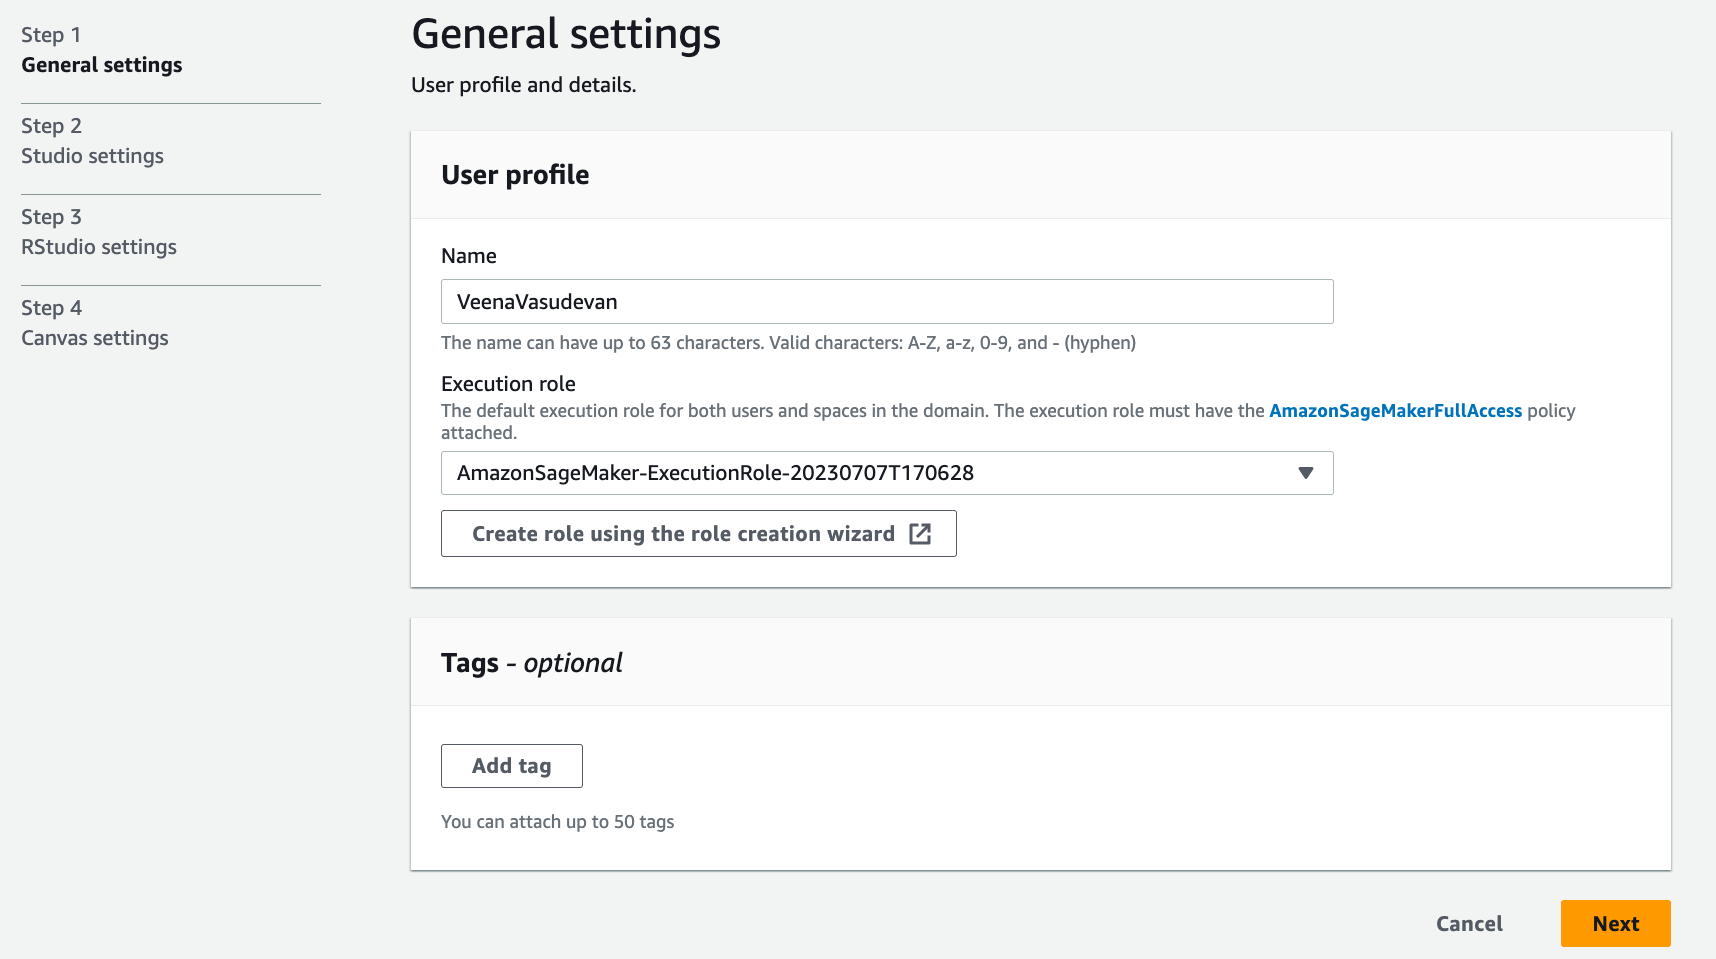 Step 1
General settings
Step 2
Studio settings
Step 3
RStudio settings
Step 4
Canvas settings
General settings
User profile and details.
User profile
Name
VeenaVasudevan
The name can have up to 63 characters. Valid characters: A-Z, a-z, 0-9, and - (hyphen)
Execution role
The default execution role for both users and spaces in the domain. The execution role must have the AmazonSageMakerFullAccess policy
attached.
AmazonSageMaker-ExecutionRole-20230707T170628
Create role using the role creation wizard
Tags - optional
Add tag
You can attach up to 50 tags
Cancel
Next